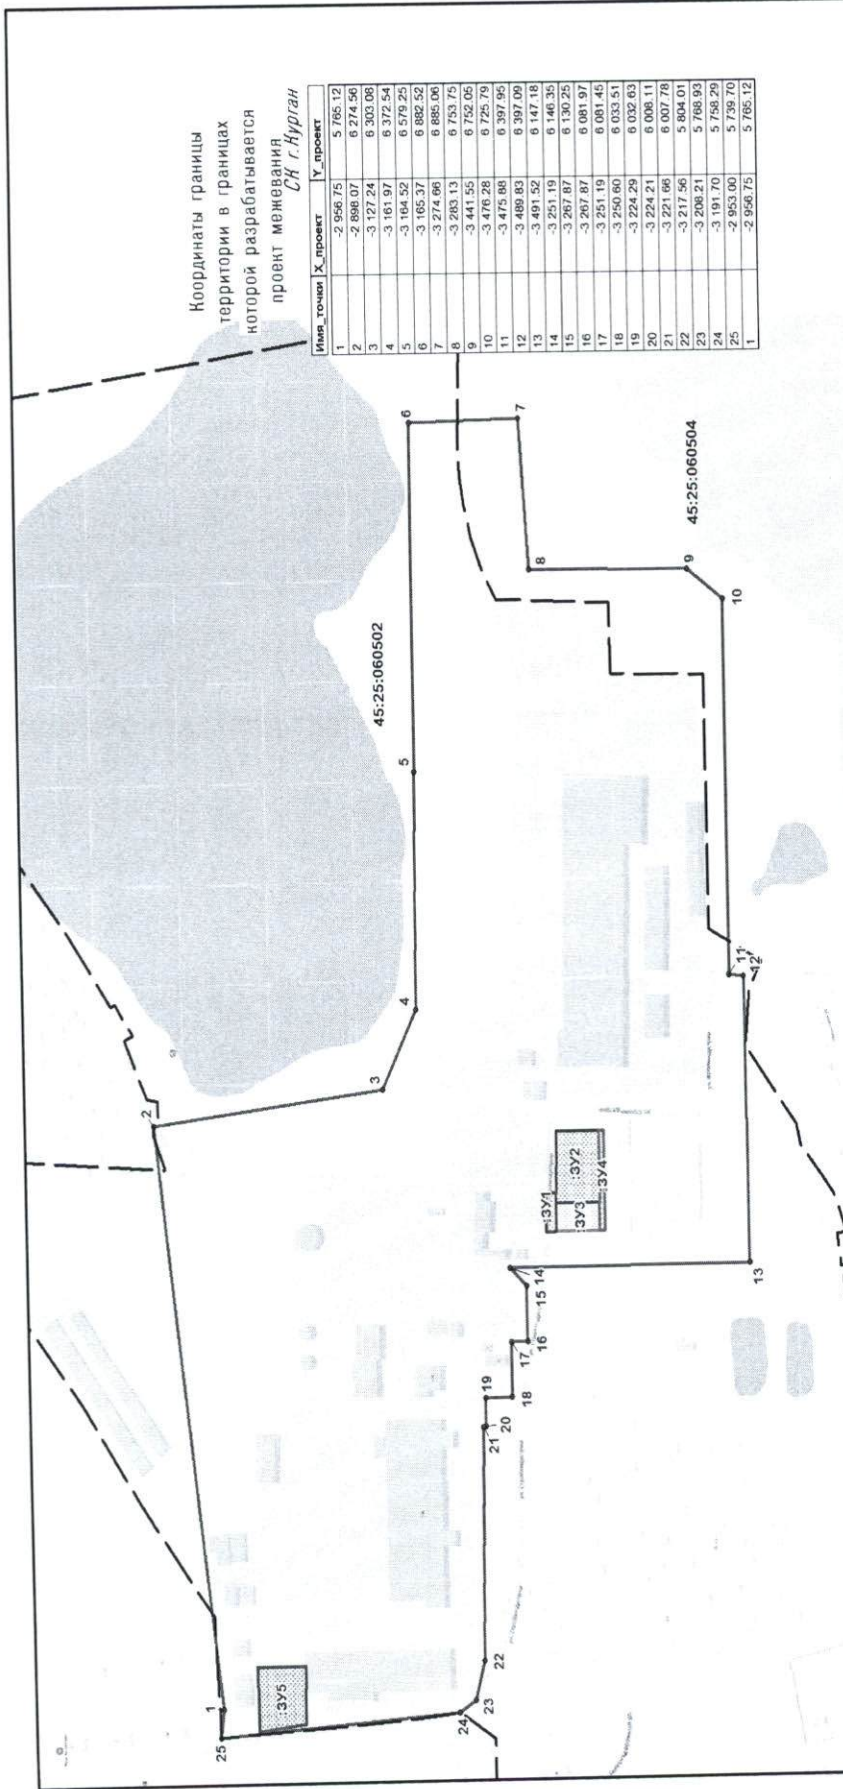 Координаты границы
территории в границах
которой разрабатывается
проект межевания
СК г.Курган
Имя_точки X_проект Y_проект
1 -2 956.75 5 765.12
2 -2 898.07 6 274.56
3 -3 127.24 6 303.08
4 -3 161.97 6 372.54
5 -3 164.52 6 579.25
6 -3 165.37 6 882.52
7 -3 274.66 6 885.06
8 -3 283.13 6 753.75
9 -3 441.55 6 752.05
10 -3 476.28 6 725.79
11 -3 475.88 6 397.95
12 -3 489.83 6 397.09
13 -3 491.52 6 147.18
14 -3 251.19 6 146.35
15 -3 267.87 6 130.25
16 -3 267.87 6 081.97
17 -3 251.19 6 081.45
18 -3 250.60 6 033.51
19 -3 224.29 6 032.63
20 -3 224.21 6 008.11
21 -3 221.66 6 007.78
22 -3 217.56 5 804.01
23 -3 208.21 5 768.93
24 -3 191.70 5 758.29
25 -2 953.00 5 739.70
1 -2 956.75 5 765.12
2
1
25
:ЗУ5
3
4
5
6
7
45:25:060502
8
9
10
45:25:060504
11
12
:ЗУ1
:ЗУ2
:ЗУ3
:ЗУ4
13
14
15
16
17
18
19
20
21
22
23
24